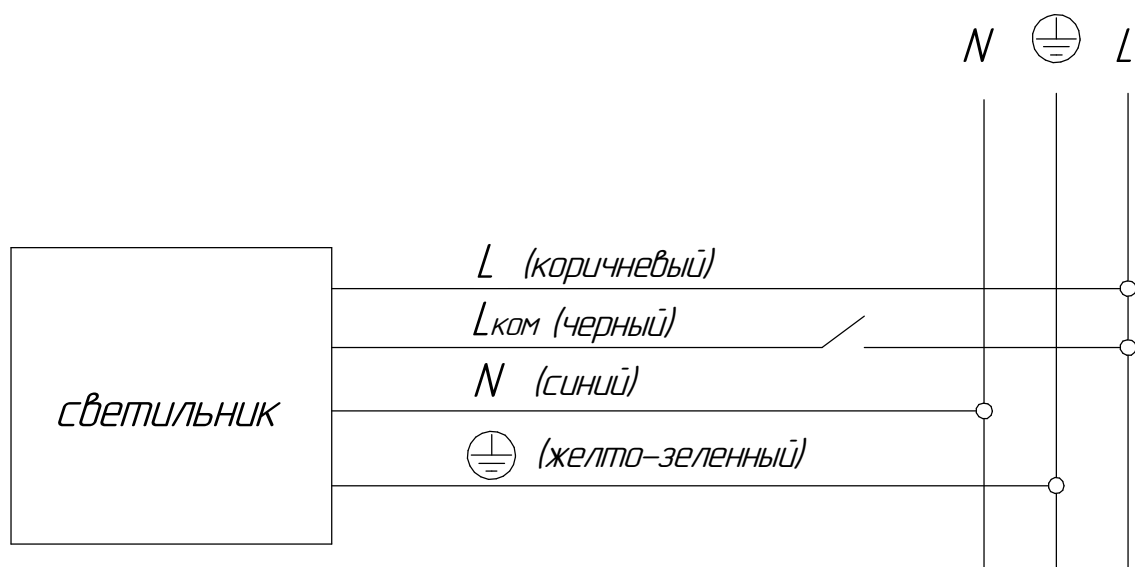 N L
L (коричневый)
Lком (черный)
N (синий)
светильник
(желто-зеленный)